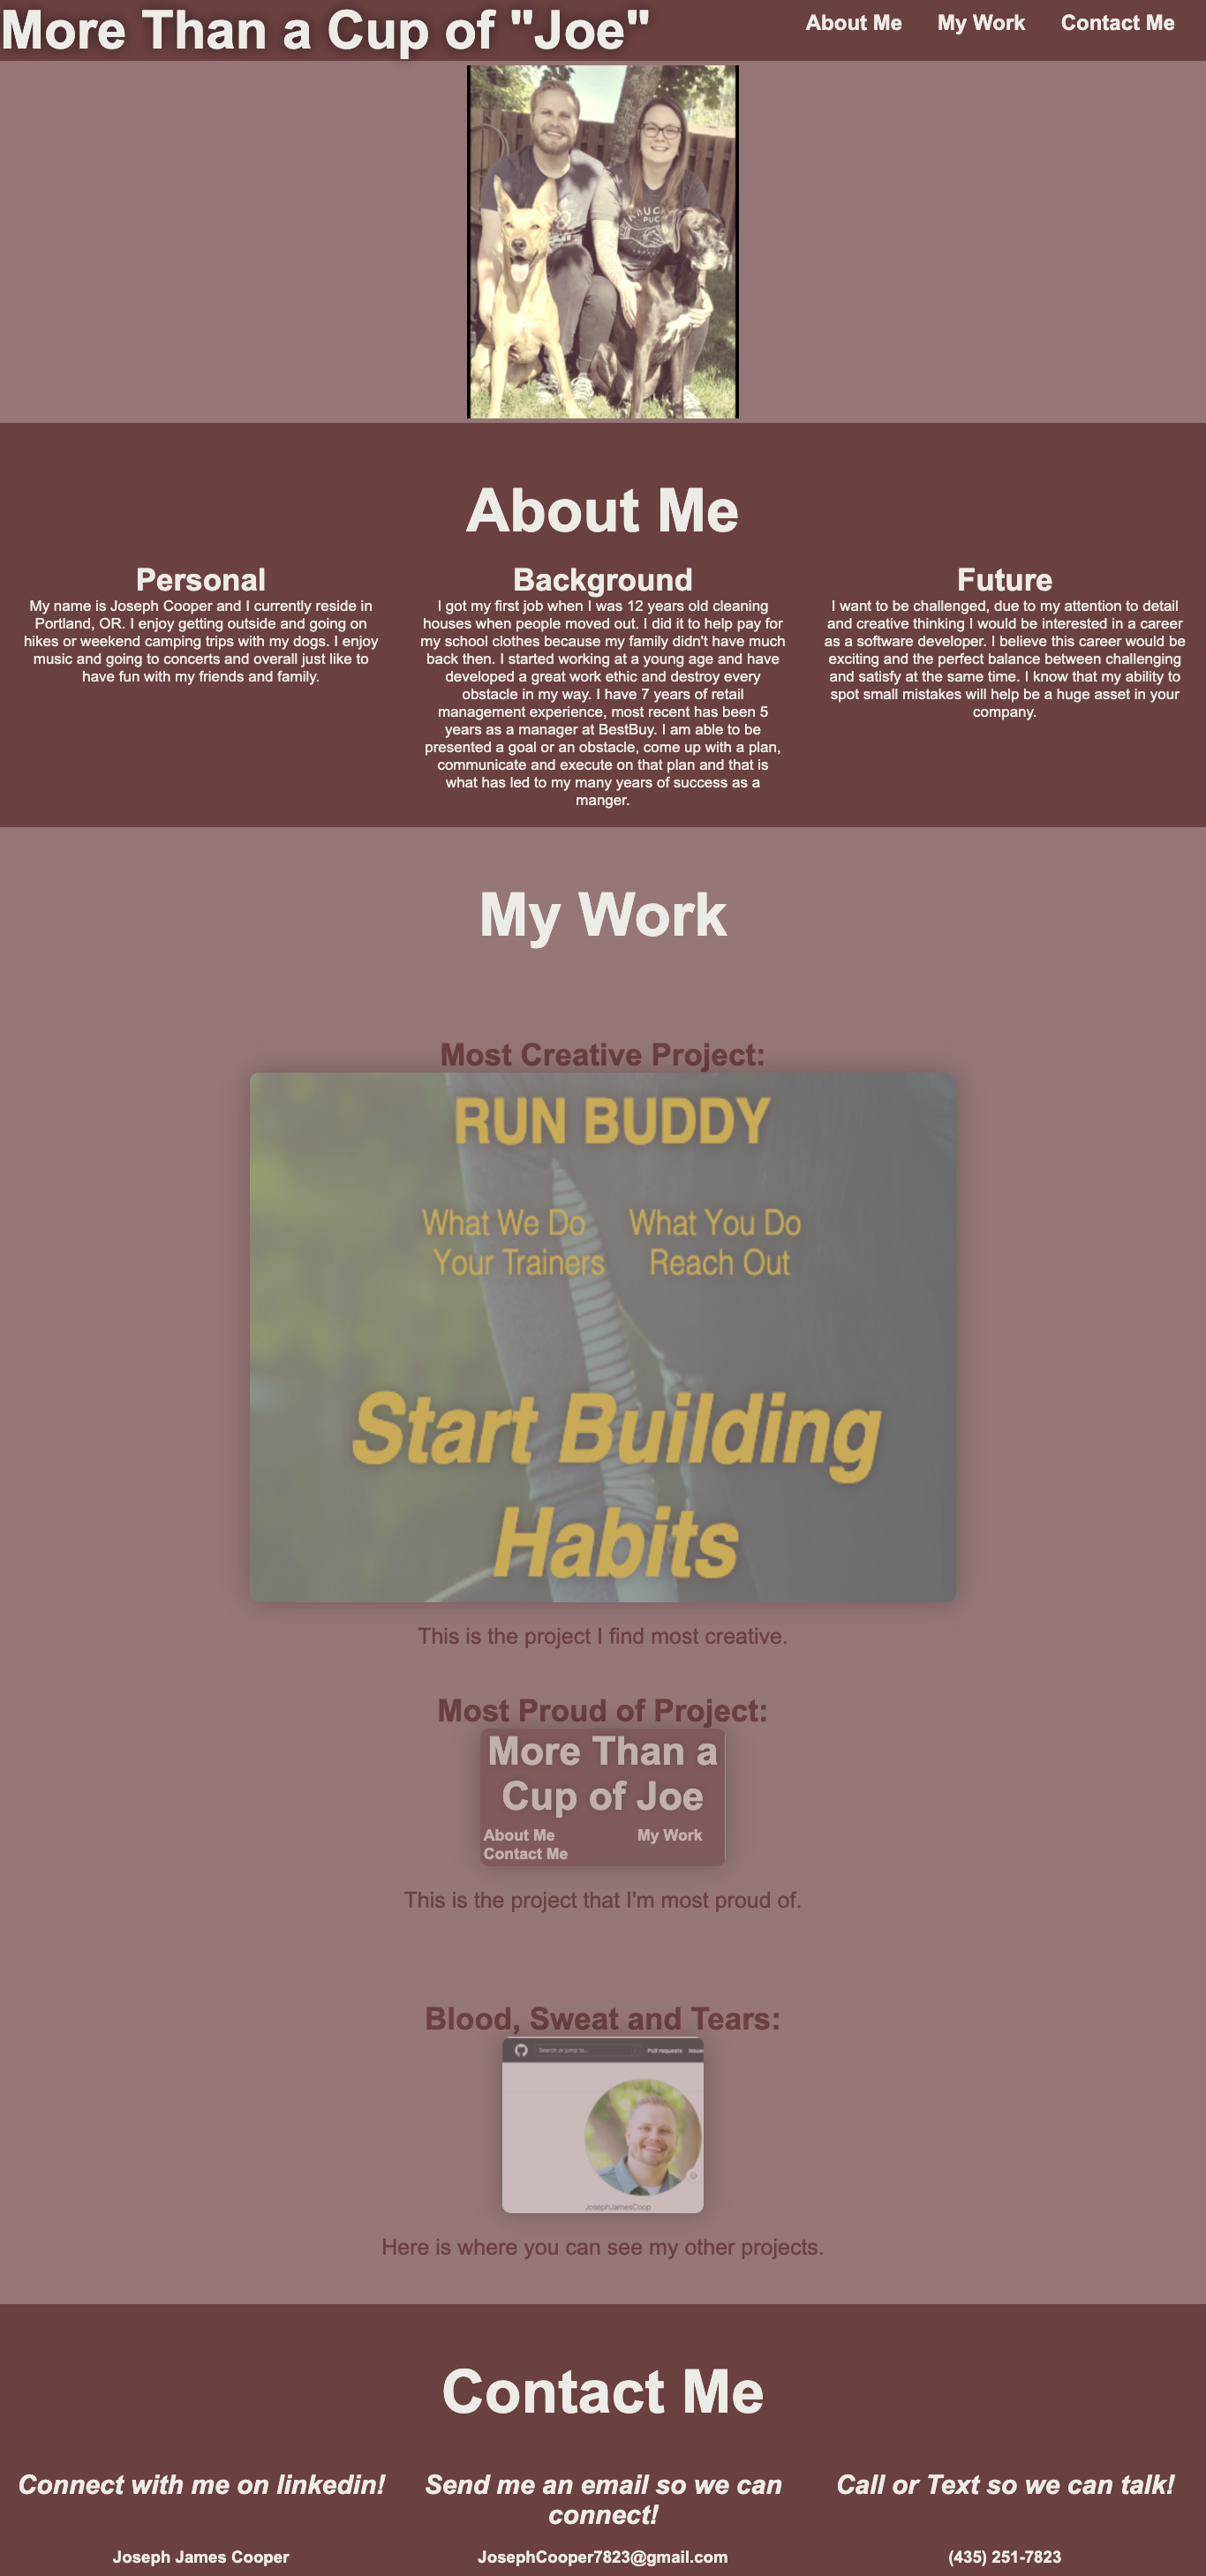 More Than a Cup of "Joe"
About Me My Work Contact Me
About Me
Personal
My name is Joseph Cooper and I currently reside in
Portland, OR. I enjoy getting outside and going on
hikes or weekend camping trips with my dogs. I enjoy
music and going to concerts and overall just like to
have fun with my friends and family.
Background
I got my first job when I was 12 years old cleaning
houses when people moved out. I did it to help pay for
my school clothes because my family didn't have much
back then. I started working at a young age and have
developed a great work ethic and destroy every
obstacle in my way. I have 7 years of retail
management experience, most recent has been 5
years as a manager at BestBuy. I am able to be
presented a goal or an obstacle, come up with a plan,
communicate and execute on that plan and that is
what has led to my many years of success as a
manger.
Future
I want to be challenged, due to my attention to detail
and creative thinking I would be interested in a career
as a software developer. I believe this career would be
exciting and the perfect balance between challenging
and satisfy at the same time. I know that my ability to
spot small mistakes will help be a huge asset in your
company.
My Work
Most Creative Project:
RUN BUDDY
What We Do What You Do
Your Trainers Reach Out
Start Building
Habits
This is the project I find most creative.
Most Proud of Project:
More Than a
Cup of Joe
About Me My Work
Contact Me
This is the project that I'm most proud of.
Blood, Sweat and Tears:
Search or jump to... Pull requests Issue
JosephJamesCoop
Here is where you can see my other projects.
Contact Me
Connect with me on linkedin!
Joseph James Cooper
Send me an email so we can
connect!
JosephCooper7823@gmail.com
Call or Text so we can talk!
(435) 251-7823